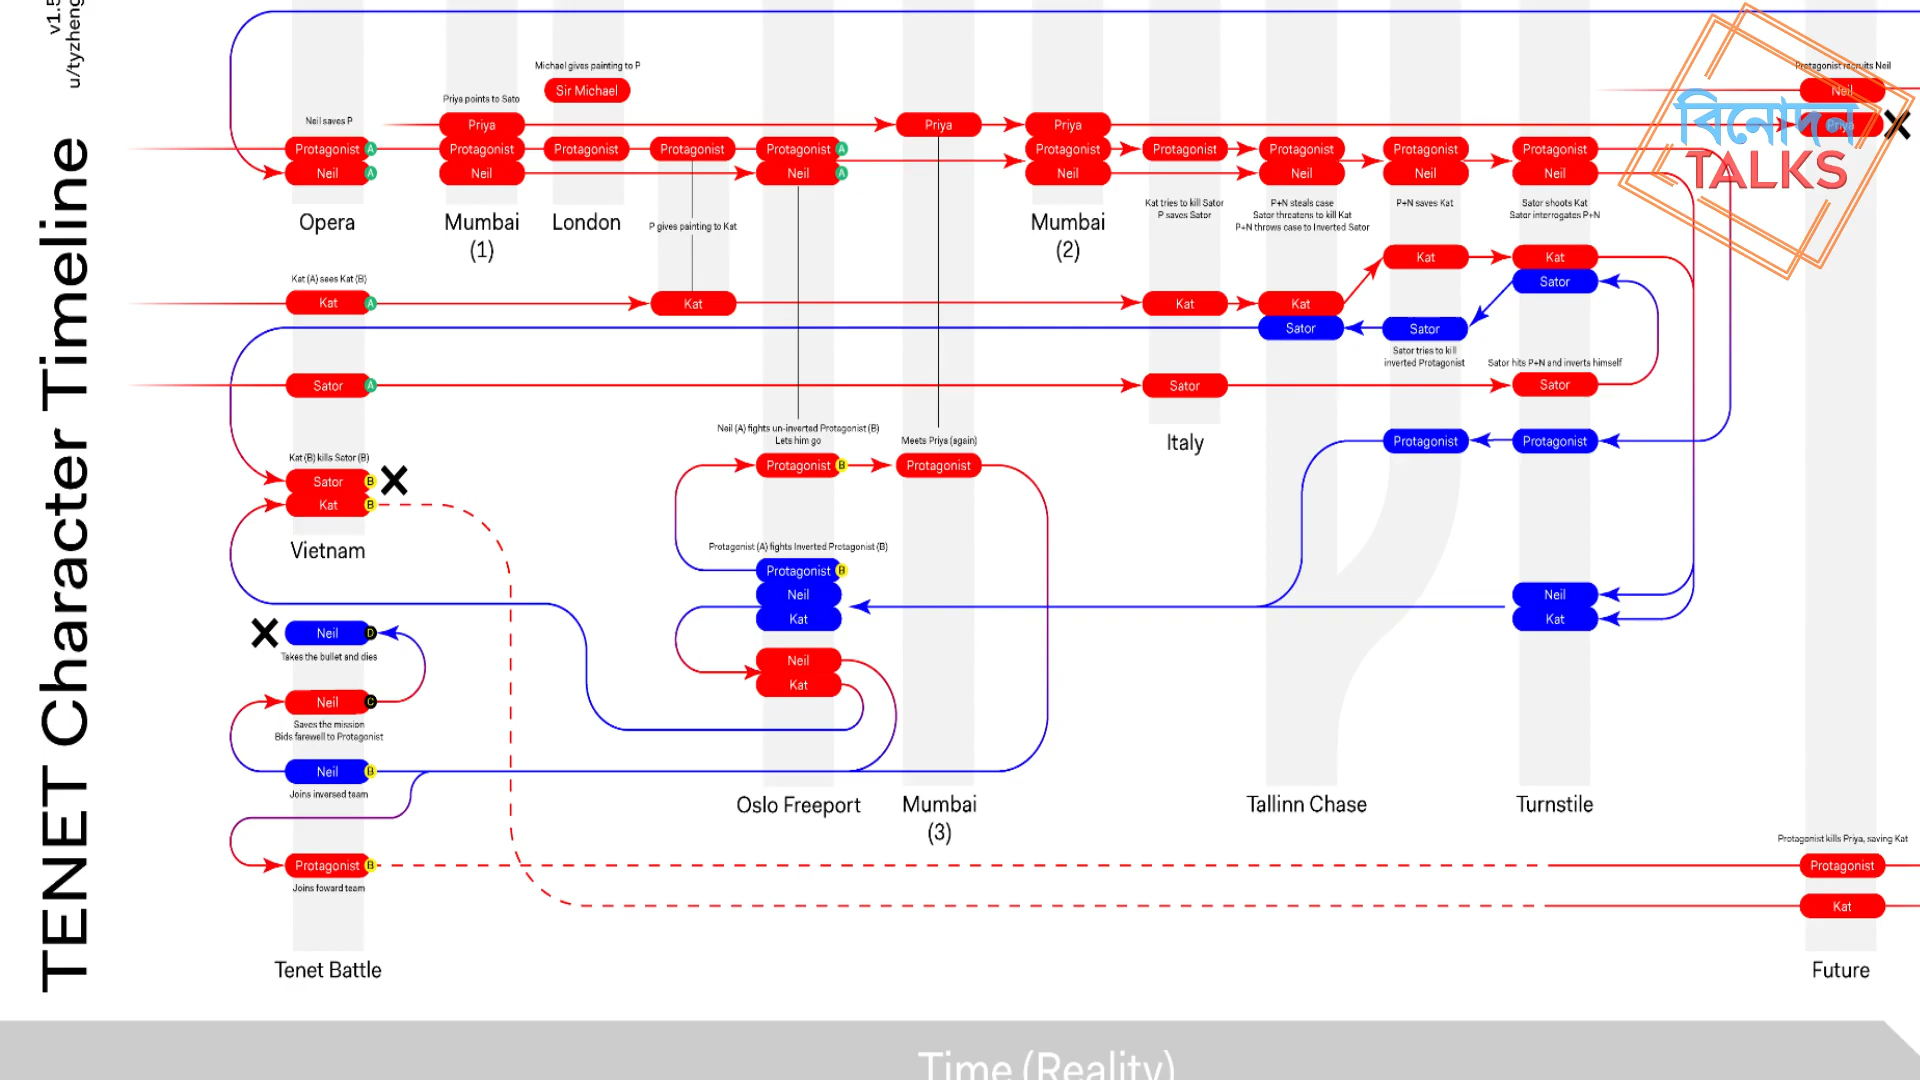 v1.5
u/tyzheng
TENET Character Timeline
Michael gives painting to P
Protagonist recruits Neil
Sir Michael
Neil
Priya points to Sato
Neil saves P
Priya
Priya
Priya
Priya
Protagonist A
Protagonist
Protagonist
Protagonist
Protagonist A
Protagonist
Protagonist
Protagonist
Protagonist
Protagonist
Neil A
Neil
Neil A
Neil
Neil
Neil
Neil
বিনোদন
TALKS
Opera
Mumbai
(1)
London
P gives painting to Kat
Mumbai
(2)
Kat tries to kill Sator
P saves Sator
P+N steals case
Sator threatens to kill Kat
P+N throws case to Inverted Sator
P+N saves Kat
Sator shoots Kat
Sator interrogates P+N
Kat
Kat
Sator
Kat (A) sees Kat (B)
Kat A
Kat
Kat
Kat
Sator
Sator
Sator tries to kill
inverted Protagonist
Sator hits P+N and inverts himself
Sator A
Sator
Sator
Italy
Neil (A) fights un-inverted Protagonist (B)
Lets him go
Meets Priya (again)
Protagonist
Protagonist
Kat (B) kills Sator (B)
Protagonist B
Protagonist
Sator B
Kat B
Vietnam
Protagonist (A) fights Inverted Protagonist (B)
Protagonist B
Neil
Kat
Neil
Kat
Neil D
Takes the bullet and dies
Neil
Kat
Neil C
Saves the mission
Bids farewell to Protagonist
Neil B
Joins inversed team
Oslo Freeport
Mumbai
(3)
Tallinn Chase
Turnstile
Protagonist kills Priya, saving Kat
Protagonist B
Joins foward team
Protagonist
Kat
Tenet Battle
Future
Time (Reality)